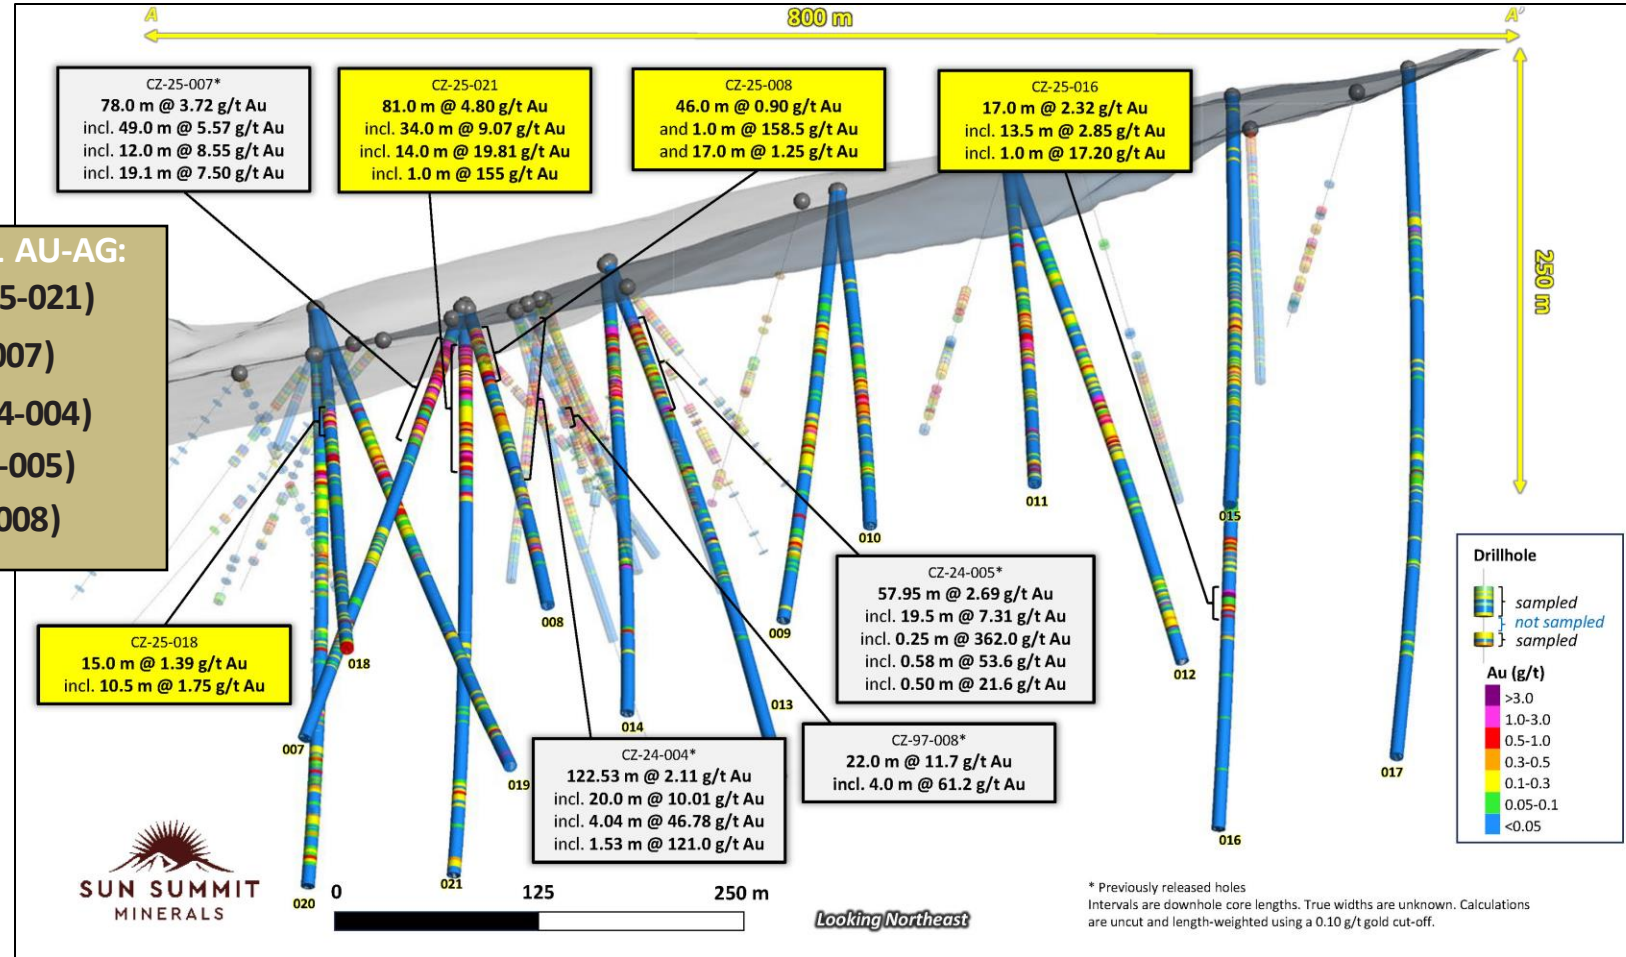 A
800 m
A'
CZ-25-007*
78.0 m @ 3.72 g/t Au
incl. 49.0 m @ 5.57 g/t Au
incl. 12.0 m @ 8.55 g/t Au
incl. 19.1 m @ 7.50 g/t Au
CZ-25-021
81.0 m @ 4.80 g/t Au
incl. 34.0 m @ 9.07 g/t Au
incl. 14.0 m @ 19.81 g/t Au
incl. 1.0 m @ 155 g/t Au
CZ-25-008
46.0 m @ 0.90 g/t Au
and 1.0 m @ 158.5 g/t Au
and 17.0 m @ 1.25 g/t Au
CZ-25-016
17.0 m @ 2.32 g/t Au
incl. 13.5 m @ 2.85 g/t Au
incl. 1.0 m @ 17.20 g/t Au
250 m
AU-AG:
5-021)
007)
4-004)
-005)
008)
CZ-25-018
15.0 m @ 1.39 g/t Au
incl. 10.5 m @ 1.75 g/t Au
CZ-24-005*
57.95 m @ 2.69 g/t Au
incl. 19.5 m @ 7.31 g/t Au
incl. 0.25 m @ 362.0 g/t Au
incl. 0.58 m @ 53.6 g/t Au
incl. 0.50 m @ 21.6 g/t Au
CZ-24-004*
122.53 m @ 2.11 g/t Au
incl. 20.0 m @ 10.01 g/t Au
incl. 4.04 m @ 46.78 g/t Au
incl. 1.53 m @ 121.0 g/t Au
CZ-97-008*
22.0 m @ 11.7 g/t Au
incl. 4.0 m @ 61.2 g/t Au
007
018
020
021
019
008
014
013
009
010
011
012
015
016
017
Drillhole
sampled
not sampled
sampled
Au (g/t)
>3.0
1.0-3.0
0.5-1.0
0.3-0.5
0.1-0.3
0.05-0.1
<0.05
SUN SUMMIT
MINERALS
0 125 250 m
Looking Northeast
* Previously released holes
Intervals are downhole core lengths. True widths are unknown. Calculations
are uncut and length-weighted using a 0.10 g/t gold cut-off.